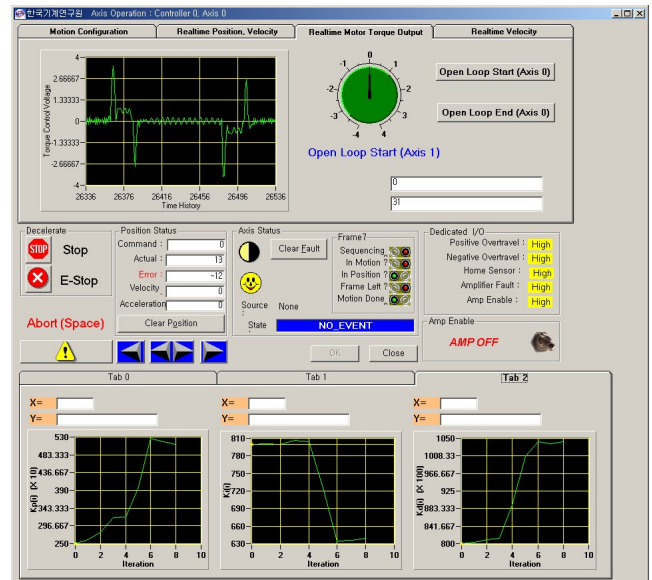 한국기계연구원 Axis Operation : Controller 0, Axis 0
Motion Configuration
Realtime Position, Velocity
Realtime Motor Torque Output
Realtime Velocity
Torque Control Voltage
4
2.66667
1.33333
0
-1.33333
-2.66667
-4
26336 26376 26416 26456 26496 26536
Time History
-4 -3 -2 -1 0 1 2 3 4
Open Loop Start (Axis 0)
Open Loop End (Axis 0)
Open Loop Start (Axis 1)
0
31
Decelerate
STOP Stop
E-Stop
Abort (Space)
Position Status
Command : 0
Actual : 13
Error : -12
Velocity : 0
Acceleration 0
Clear Position
Axis Status
Clear Fault
Source : None
State : NO_EVENT
Frame7
Sequencing
In Motion ?
In Position ?
Frame Left ?
Motion Done
Dedicated I/O
Positive Overtravel : High
Negative Overtravel : High
Home Sensor : High
Amplifier Fault : High
Amp Enable : High
Amp Enable
AMP OFF
OK
Close
Tab 0
Tab 1
Tab 2
X=
Y=
X=
Y=
X=
Y=
Kp(i) (X 10)
530
483.333
436.667
390
343.333
296.667
250
0 2 4 6 8 10
Iteration
Ki(i)
810
780
750
720
690
660
630
0 2 4 6 8 10
Iteration
Kd(i) (X 10)
1050
1008.33
966.667
925
883.333
841.667
800
0 2 4 6 8 10
Iteration